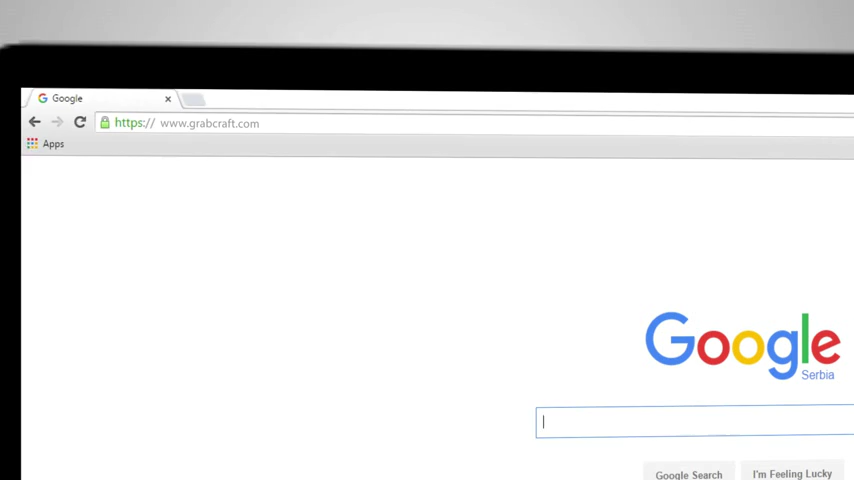 Google
https:// www.grabcraft.com
Apps
Google
Serbia
Google Search
I'm Feeling Lucky